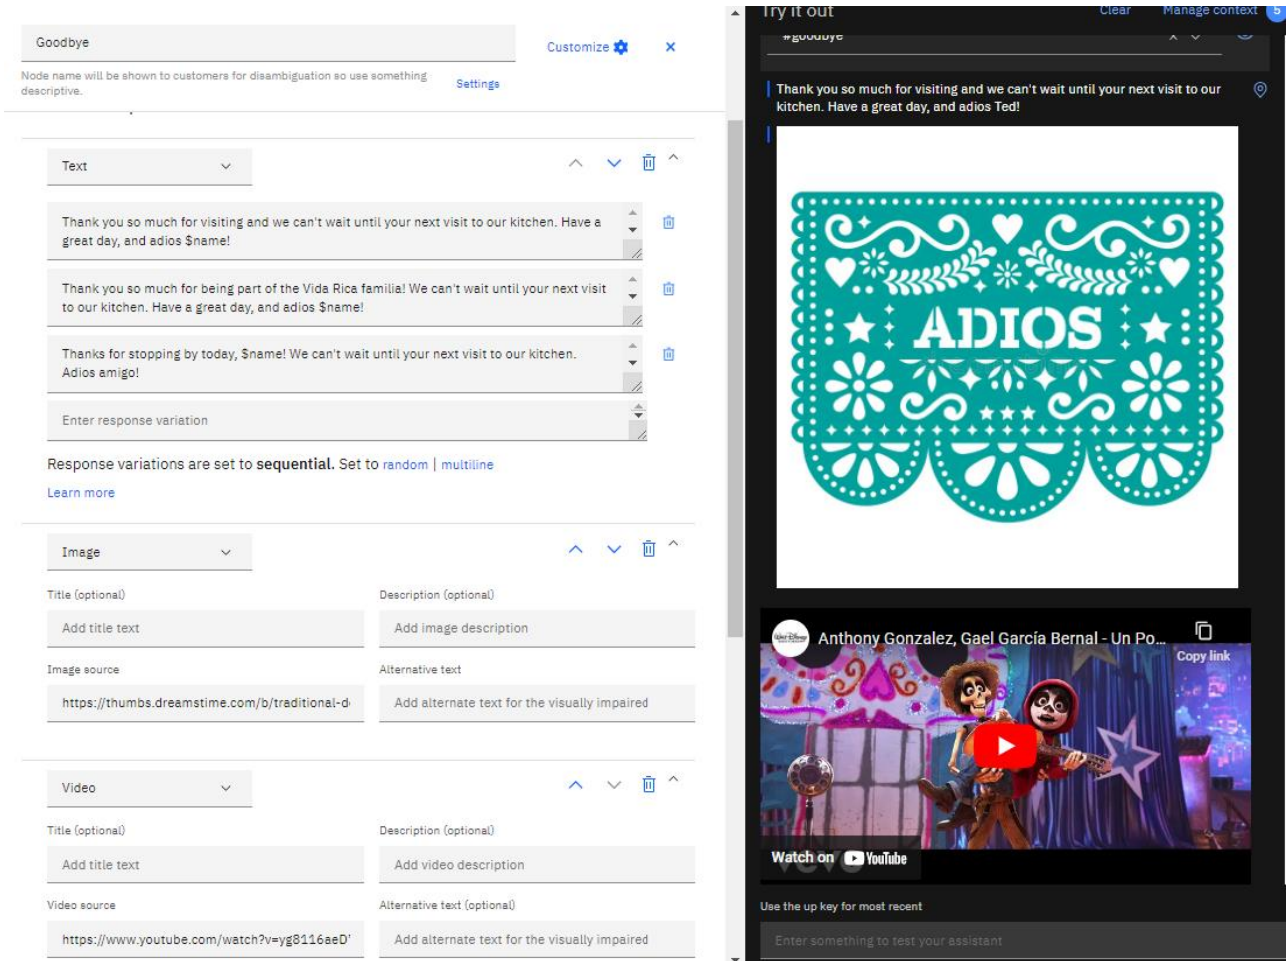 Goodbye
Customize
Node name will be shown to customers for disambiguation so use something
descriptive.
Settings
Text
Thank you so much for visiting and we can't wait until your next visit to our kitchen. Have a
great day, and adios $name!
Thank you so much for being part of the Vida Rica familia! We can't wait until your next visit
to our kitchen. Have a great day, and adios $name!
Thanks for stopping by today, $name! We can't wait until your next visit to our kitchen.
Adios amigo!
Enter response variation
Response variations are set to sequential. Set to random | multiline
Learn more
Image
Title (optional)
Description (optional)
Add title text
Add image description
Image source
Alternative text
https://thumbs.dreamstime.com/b/traditional-d
Add alternate text for the visually impaired
Video
Title (optional)
Description (optional)
Add title text
Add video description
Video source
Alternative text (optional)
https://www.youtube.com/watch?v=yg8116aeD
Add alternate text for the visually impaired
Try it out
Clear
Manage context
5
#goodbye
Thank you so much for visiting and we can't wait until your next visit to our
kitchen. Have a great day, and adios Ted!
ADIOS
Anthony Gonzalez, Gael García Bernal - Un Po...
Copy link
Watch on YouTube
vevo
Use the up key for most recent
Enter something to test your assistant